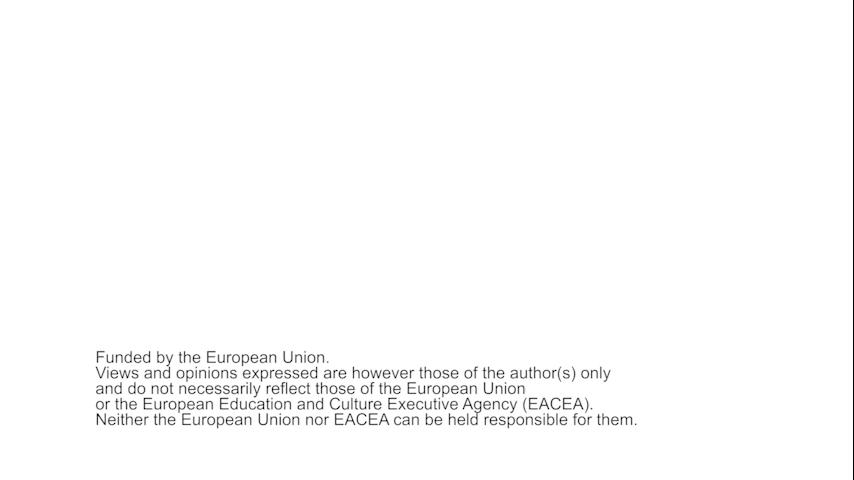 Funded by the European Union.
Views and opinions expressed are however those of the author(s) only
and do not necessarily reflect those of the European Union
or the European Education and Culture Executive Agency (EACEA).
Neither the European Union nor EACEA can be held responsible for them.